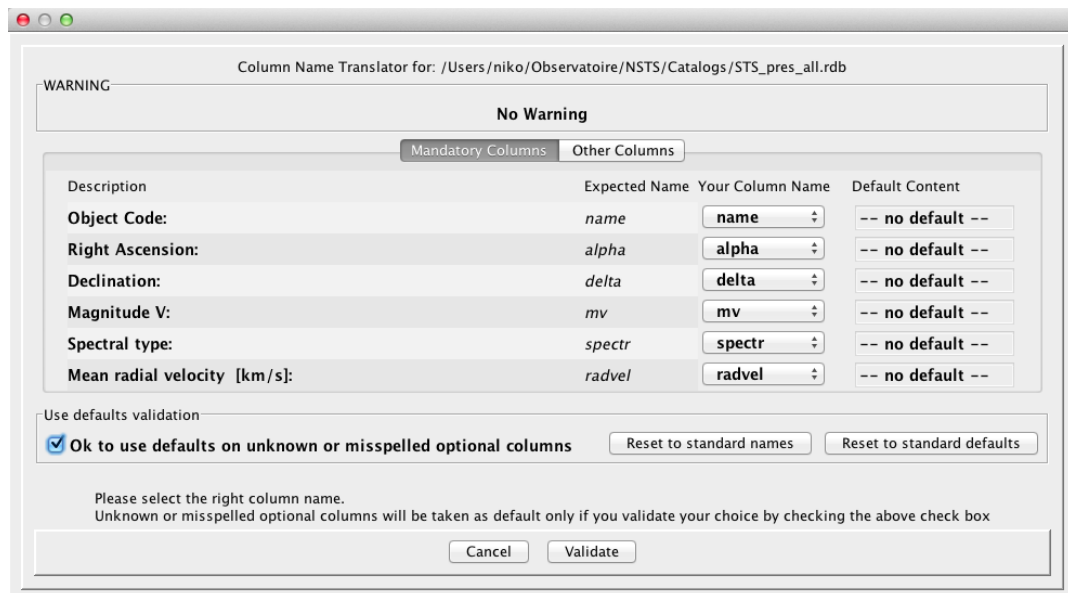 Column Name Translator for: /Users/niko/Observatoire/NSTS/Catalogs/STS_pres_all.rdb
WARNING
No Warning
Mandatory Columns Other Columns
Description Expected Name Your Column Name Default Content
Object Code: name name -- no default --
Right Ascension: alpha alpha -- no default --
Declination: delta delta -- no default --
Magnitude V: mv mv -- no default --
Spectral type: spectr spectr -- no default --
Mean radial velocity [km/s]: radvel radvel -- no default --
Use defaults validation
Ok to use defaults on unknown or misspelled optional columns Reset to standard names Reset to standard defaults
Please select the right column name.
Unknown or misspelled optional columns will be taken as default only if you validate your choice by checking the above check box
Cancel Validate